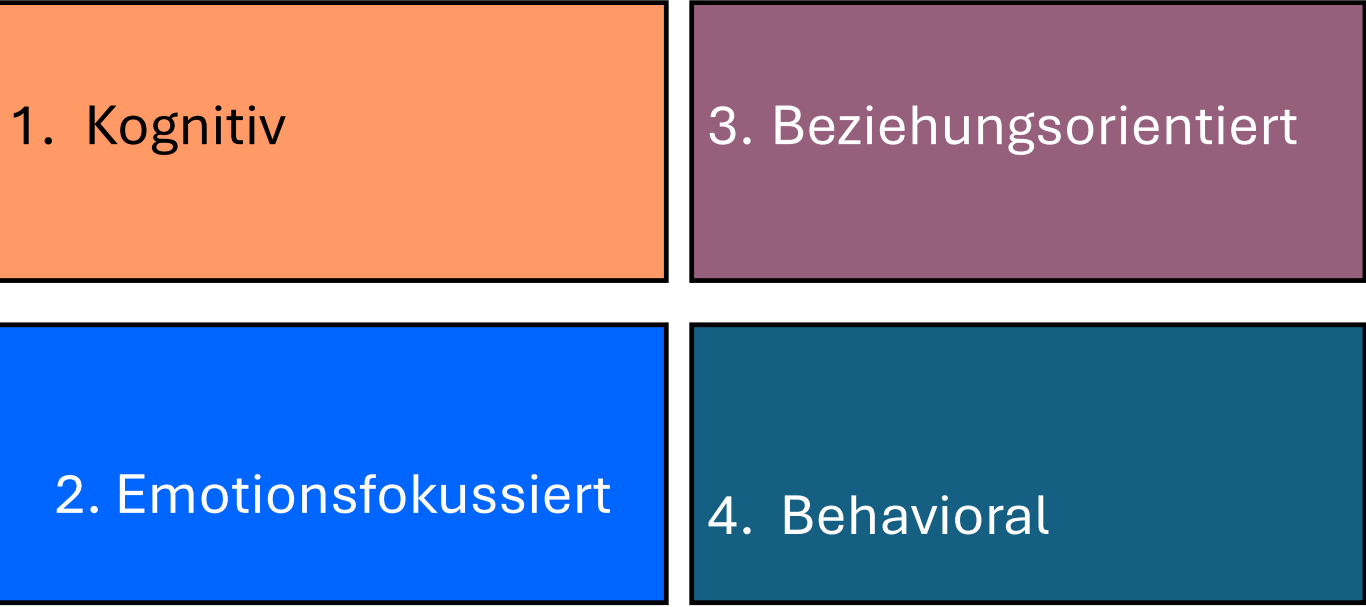 1. Kognitiv
2. Emotionsfokussiert
3. Beziehungsorientiert
4. Behavioral